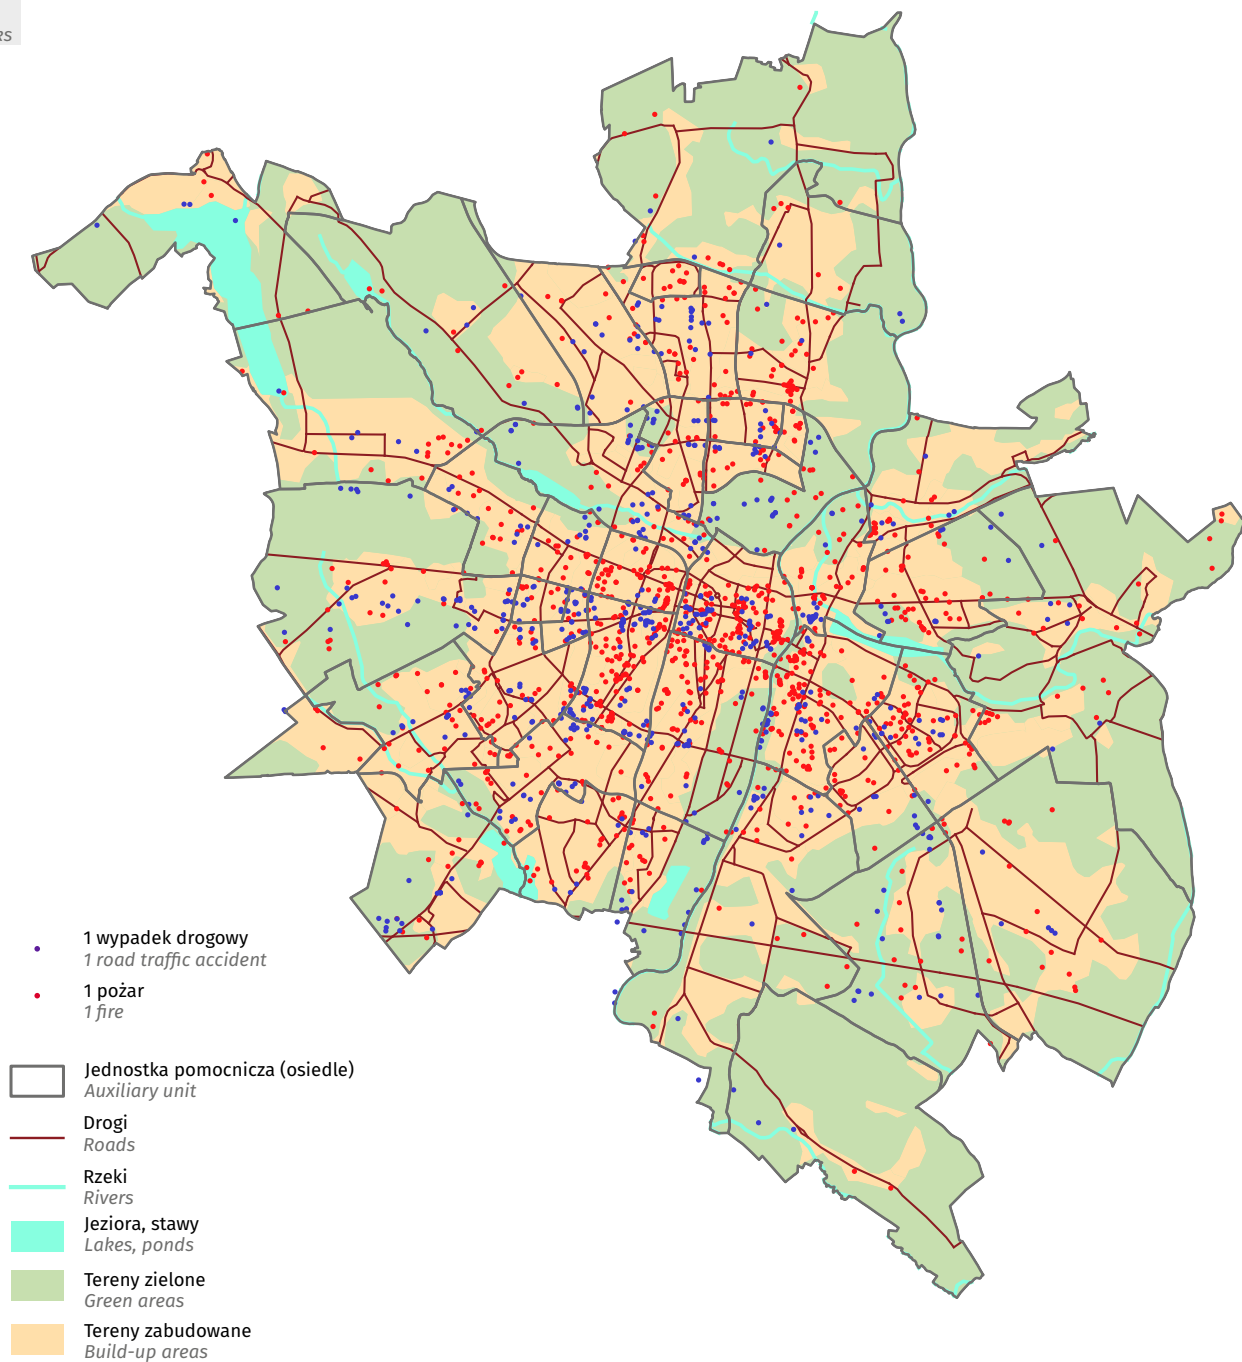 1 wypadek drogowy
1 road traffic accident
1 pożar
1 fire
Jednostka pomocnicza (osiedle)
Auxiliary unit
Drogi
Roads
Rzeki
Rivers
Jeziora, stawy
Lakes, ponds
Tereny zielone
Green areas
Tereny zabudowane
Build-up areas